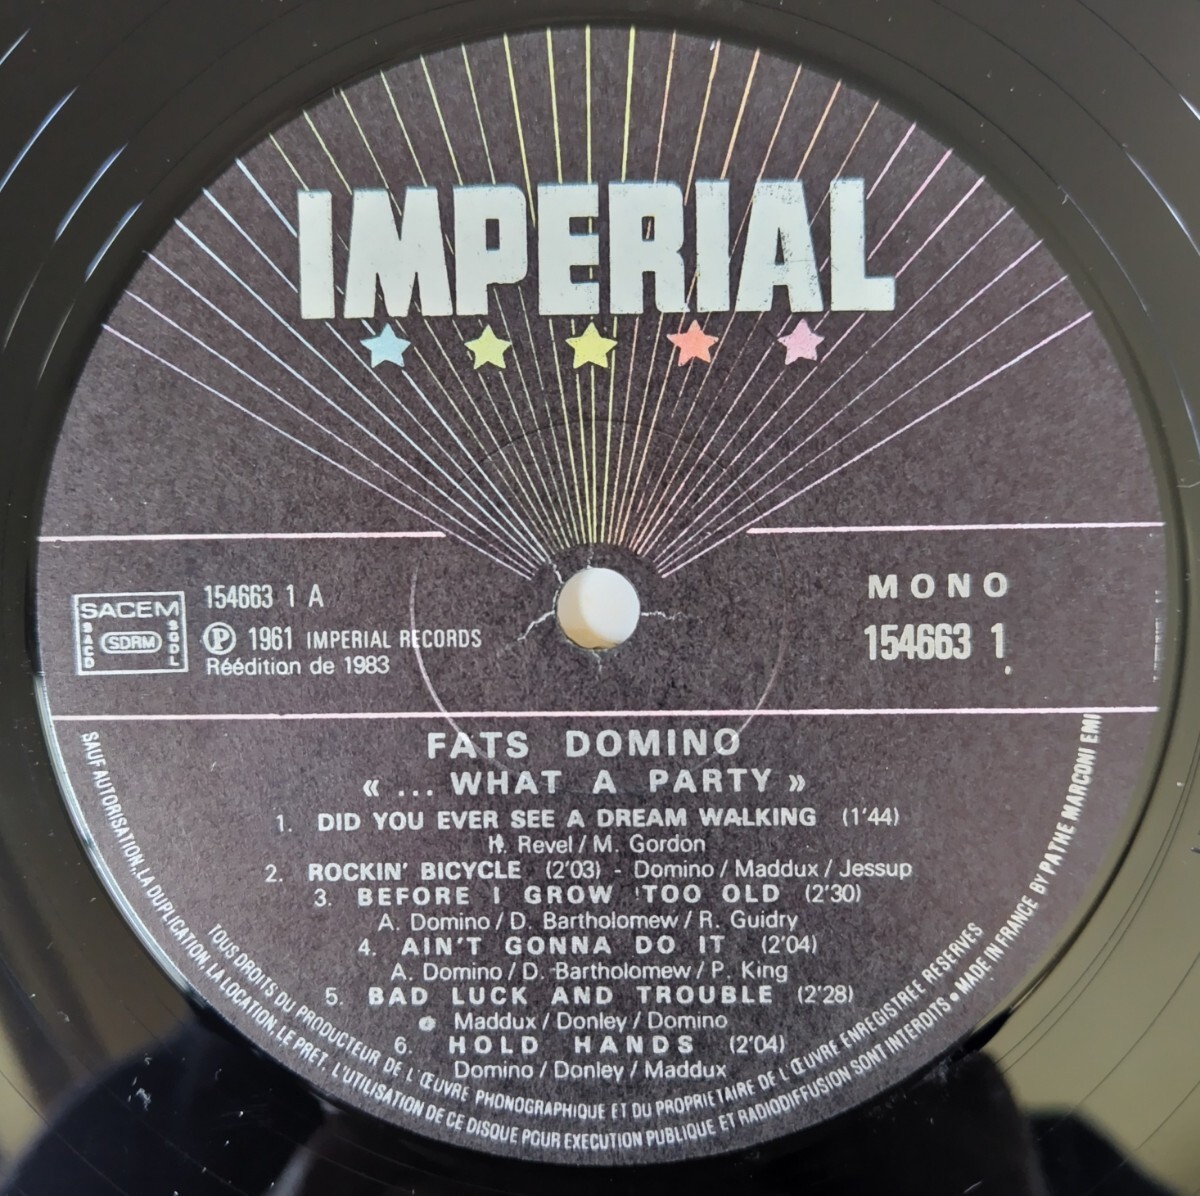 IMPERIAL
SACEM
SACD
SDRM
SGDL
154663 1 A
Ⓟ 1961 IMPERIAL RECORDS
Réédition de 1983
MONO
154663 1
FATS DOMINO
« ... WHAT A PARTY »
1. DID YOU EVER SEE A DREAM WALKING (1'44)
H. Revel / M. Gordon
2. ROCKIN' BICYCLE (2'03) - Domino / Maddux / Jessup
3. BEFORE I GROW TOO OLD (2'30)
A. Domino / D. Bartholomew / R. Guidry
4. AIN'T GONNA DO IT (2'04)
A. Domino / D. Bartholomew / P. King
5. BAD LUCK AND TROUBLE (2'28)
Maddux / Donley / Domino
6. HOLD HANDS (2'04)
Domino / Donley / Maddux
TOUS DROITS DU PRODUCTEUR DE L'ŒUVRE PHONOGRAPHIQUE ET DU PROPRIETAIRE DE L'ŒUVRE ENREGISTREE RESERVES
SAUF AUTORISATION, LA DUPLICATION, LA LOCATION, LE PRET, L'UTILISATION DE CE DISQUE POUR EXECUTION PUBLIQUE ET RADIODIFFUSION SONT INTERDITS • MADE IN FRANCE BY PATHE MARCONI EMI